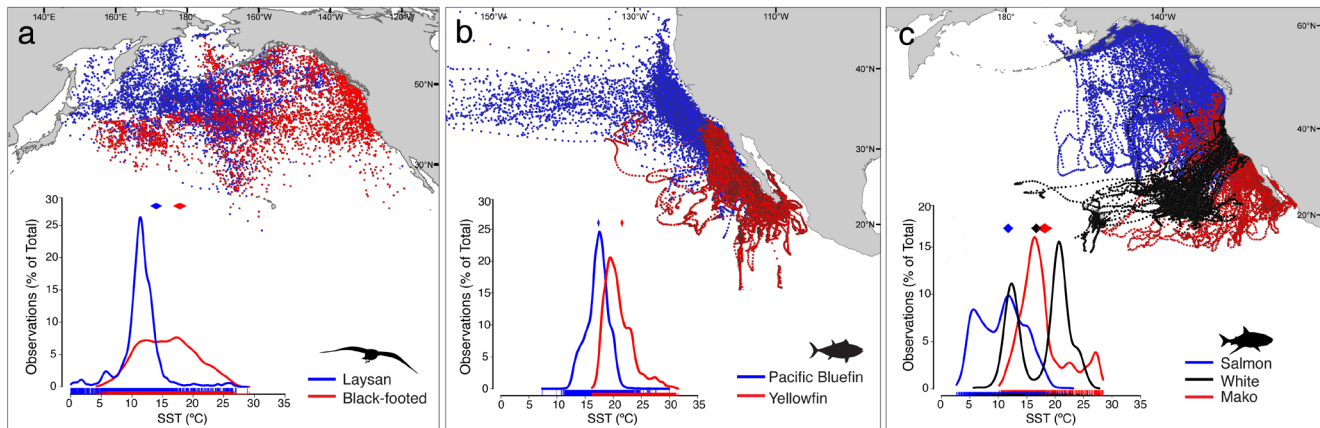 a
140°E 160°E 180° 160°W 140°W 120°W
50°N
30°N
Observations (% of Total)
30
25
20
15
10
5
0
0 5 10 15 20 25 30 35
SST (ºC)
Laysan
Black-footed
b
150°W 130°W 110°W
40°N
20°N
Observations (% of Total)
30
25
20
15
10
5
0
0 5 10 15 20 25 30 35
SST (ºC)
Pacific Bluefin
Yellowfin
c
180° 140°W
60°N
50°N
40°N
30°N
20°N
Observations (% of Total)
20
15
10
5
0
0 5 10 15 20 25 30 35
SST (ºC)
Salmon
White
Mako